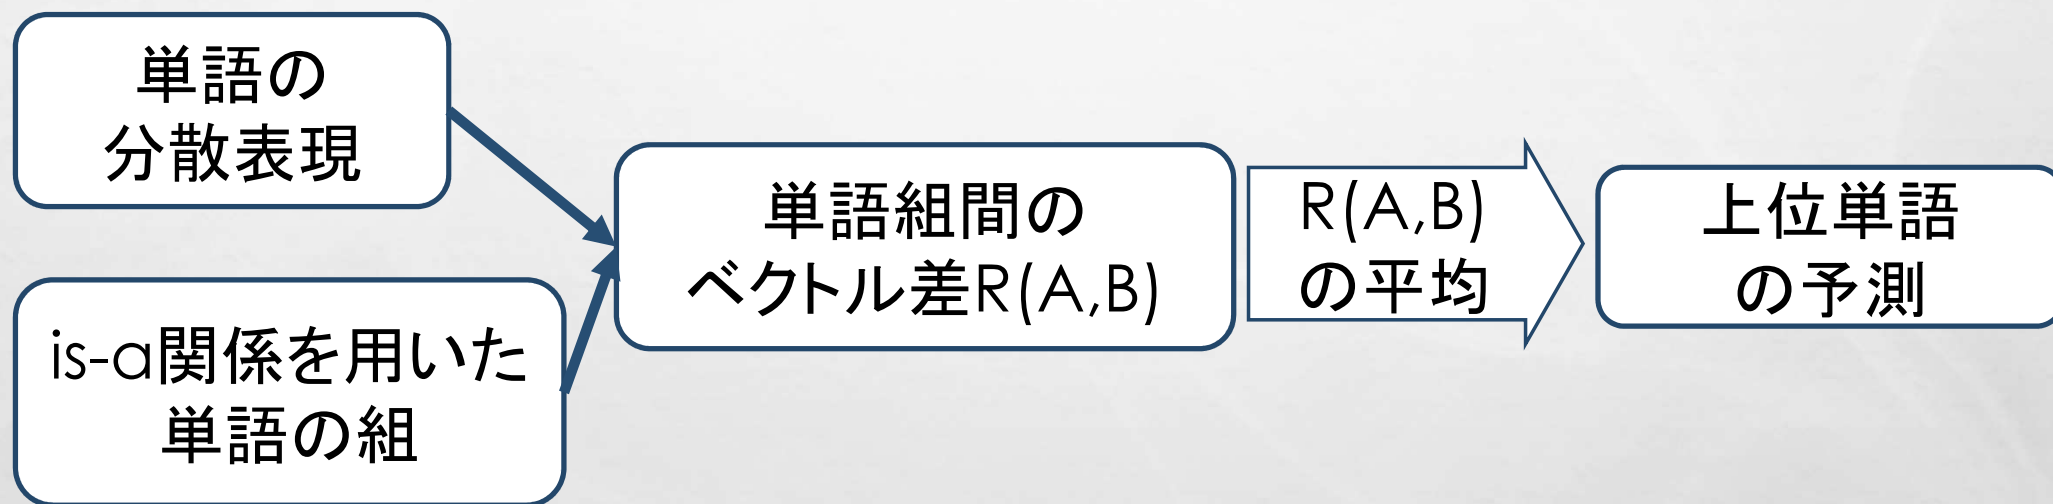 単語の
分散表現
is-a関係を用いた
単語の組
単語組間の
ベクトル差R(A,B)
R(A,B)
の平均
上位単語
の予測